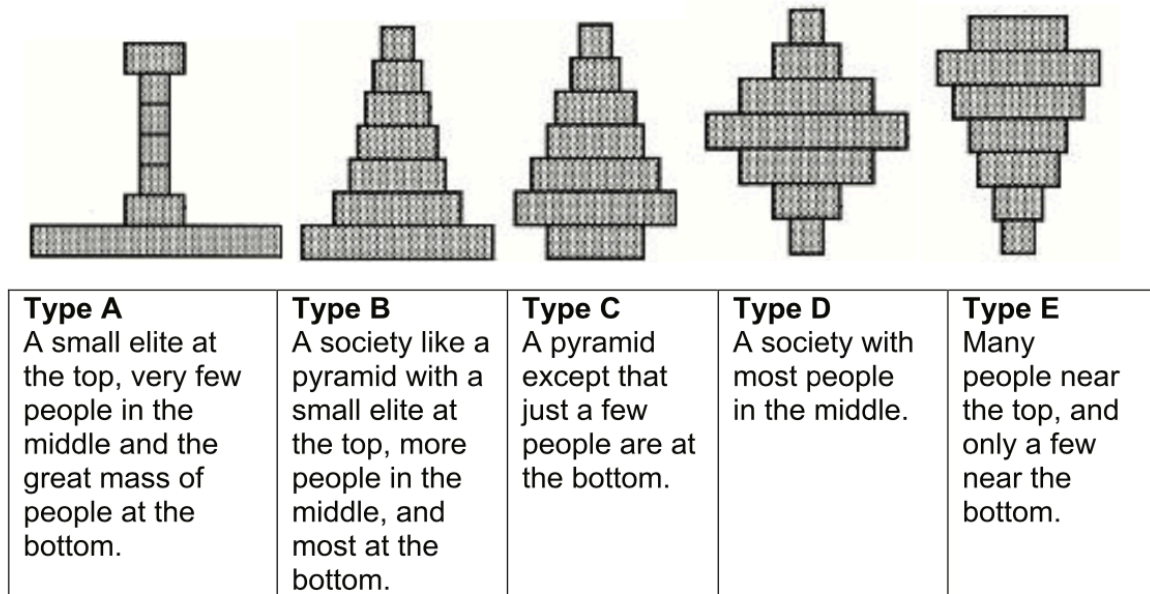 Type A
A small elite at
the top, very few
people in the
middle and the
great mass of
people at the
bottom.
Type B
A society like a
pyramid with a
small elite at
the top, more
people in the
middle, and
most at the
bottom.
Type C
A pyramid
except that
just a few
people are at
the bottom.
Type D
A society with
most people
in the middle.
Type E
Many
people near
the top, and
only a few
near the
bottom.